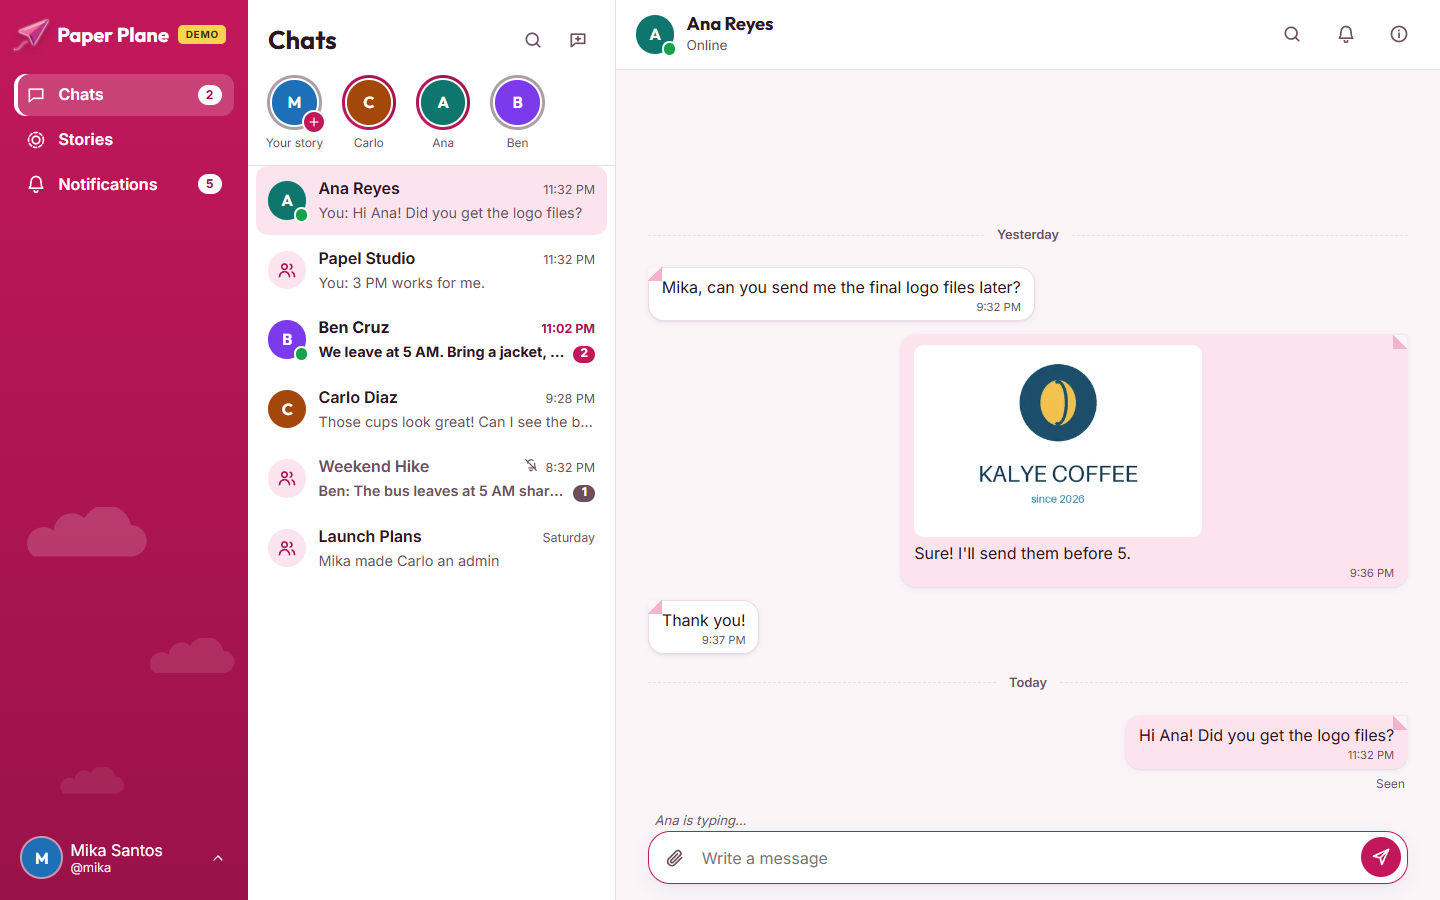 Paper Plane DEMO
Chats 2
Stories
Notifications 5
M
Mika Santos
@mika
Chats
M C A B
Your story Carlo Ana Ben
A Ana Reyes 11:32 PM
You: Hi Ana! Did you get the logo files?
Papel Studio 11:32 PM
You: 3 PM works for me.
B Ben Cruz 11:02 PM
We leave at 5 AM. Bring a jacket, ... 2
C Carlo Diaz 9:28 PM
Those cups look great! Can I see the b...
Weekend Hike 8:32 PM
Ben: The bus leaves at 5 AM shar... 1
Launch Plans Saturday
Mika made Carlo an admin
A Ana Reyes
Online
Yesterday
Mika, can you send me the final logo files later?
9:32 PM
KALYE COFFEE
since 2026
Sure! I'll send them before 5.
9:36 PM
Thank you!
9:37 PM
Today
Hi Ana! Did you get the logo files?
11:32 PM
Seen
Ana is typing...
Write a message